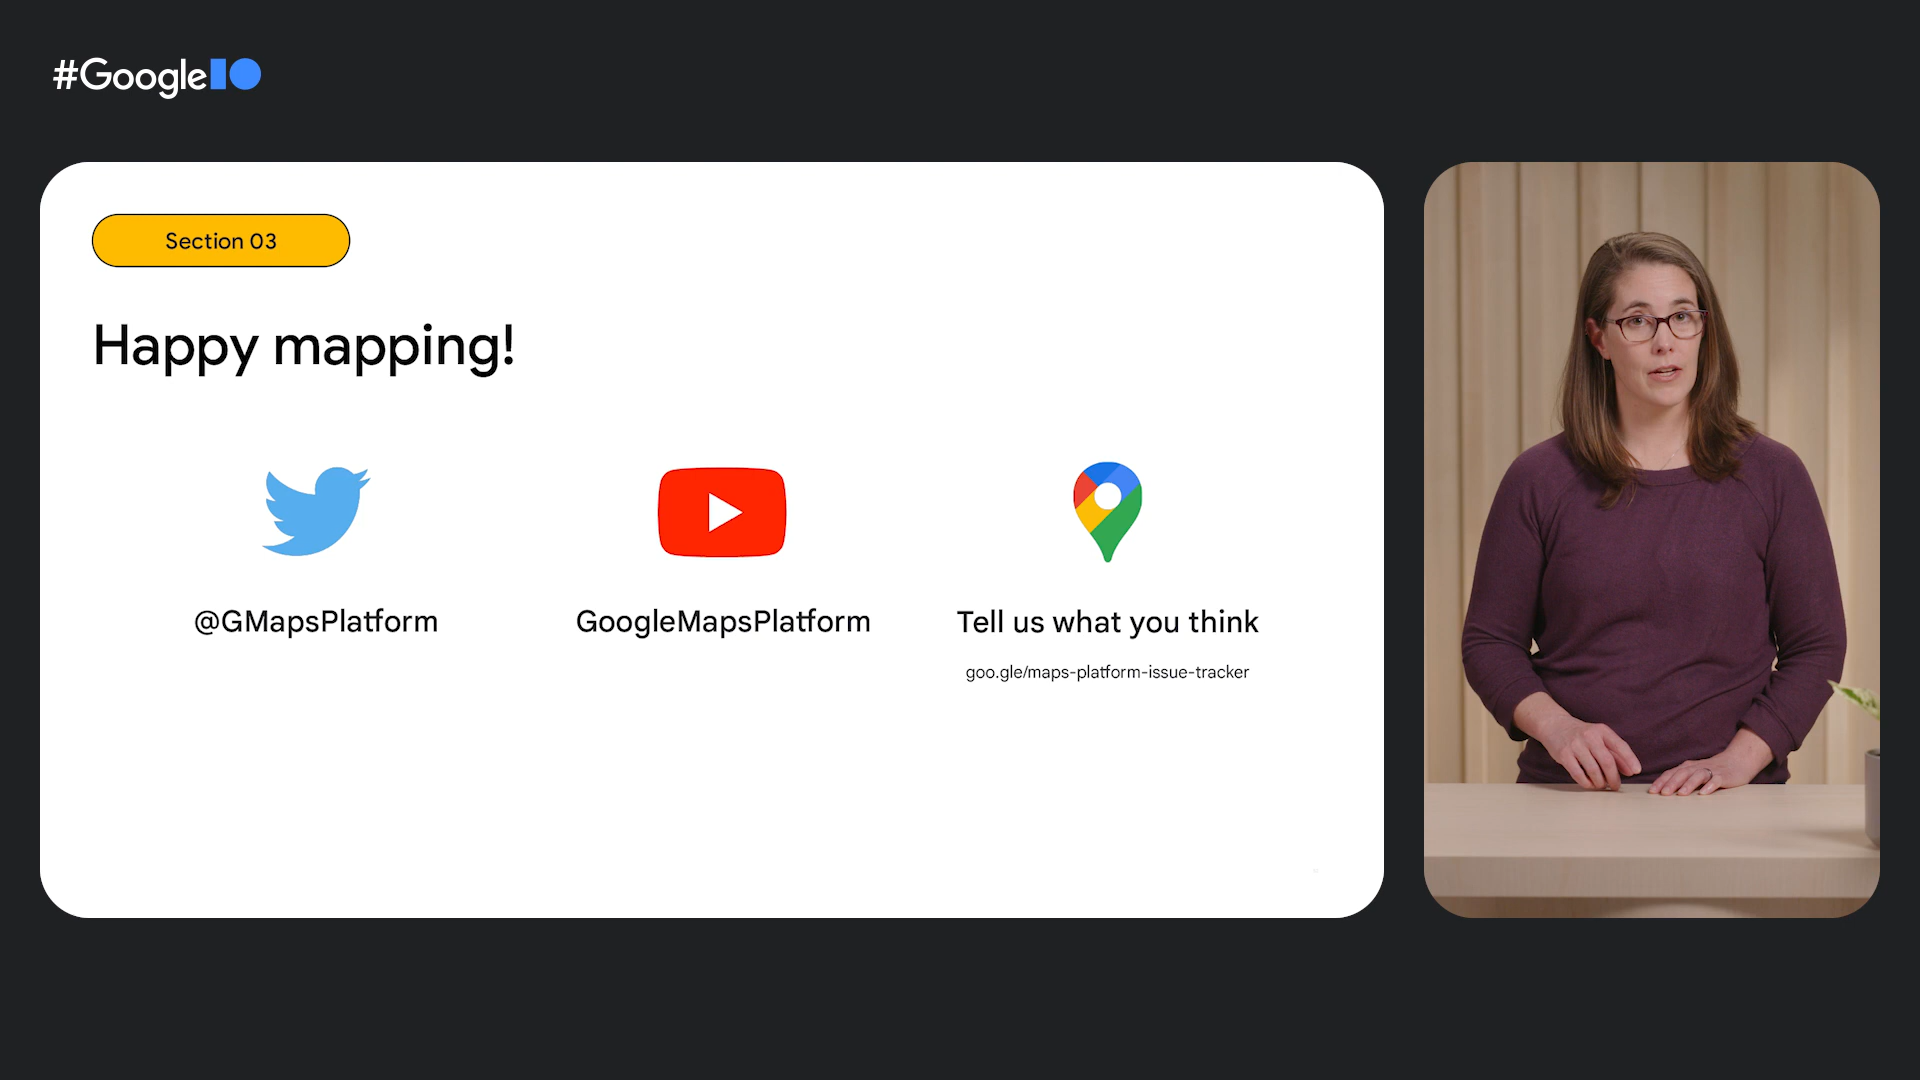 #GoogleIO
Section 03
Happy mapping!
@GMapsPlatform
GoogleMapsPlatform
Tell us what you think
goo.gle/maps-platform-issue-tracker